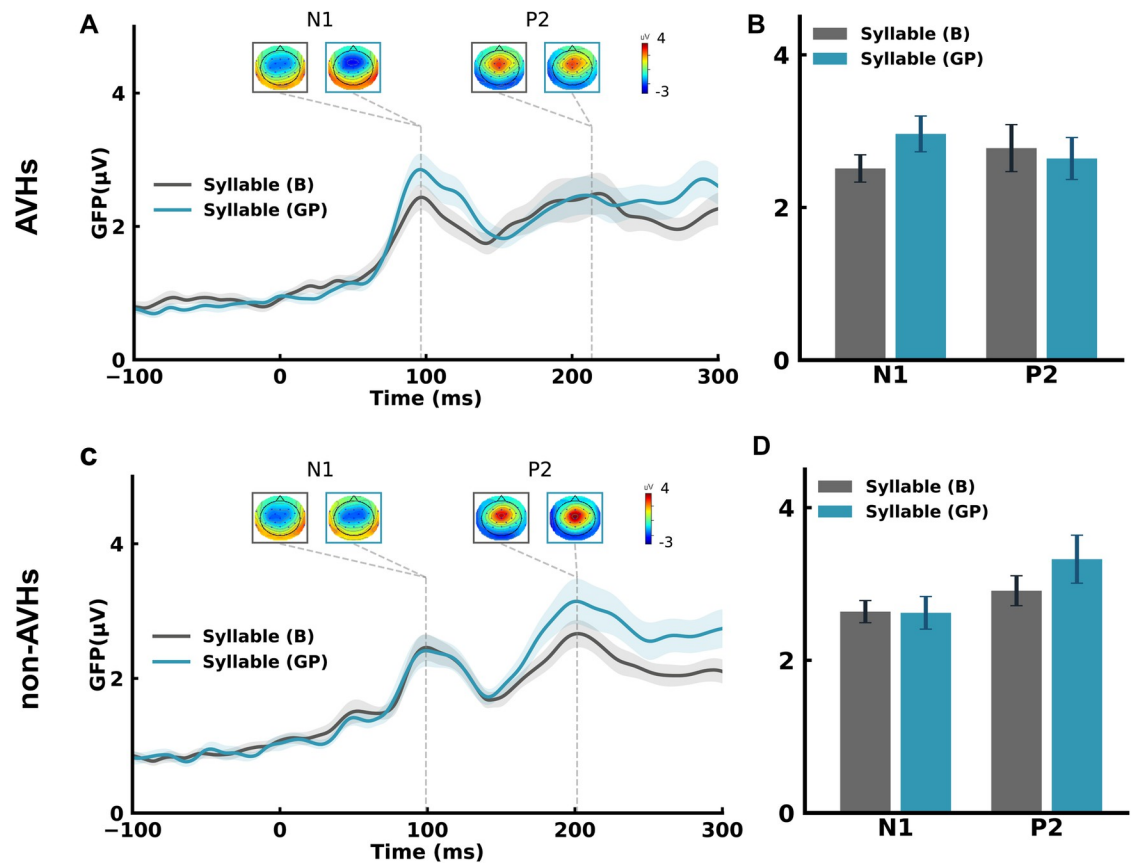 A
N1
P2
uV
4
-3
4
2
0
GFP(μV)
Syllable (B)
Syllable (GP)
−100
0
100
200
300
Time (ms)
AVHs
B
Syllable (B)
Syllable (GP)
4
2
0
N1
P2
C
N1
P2
uV
4
-3
4
2
0
GFP(μV)
Syllable (B)
Syllable (GP)
−100
0
100
200
300
Time (ms)
non-AVHs
D
Syllable (B)
Syllable (GP)
4
2
0
N1
P2